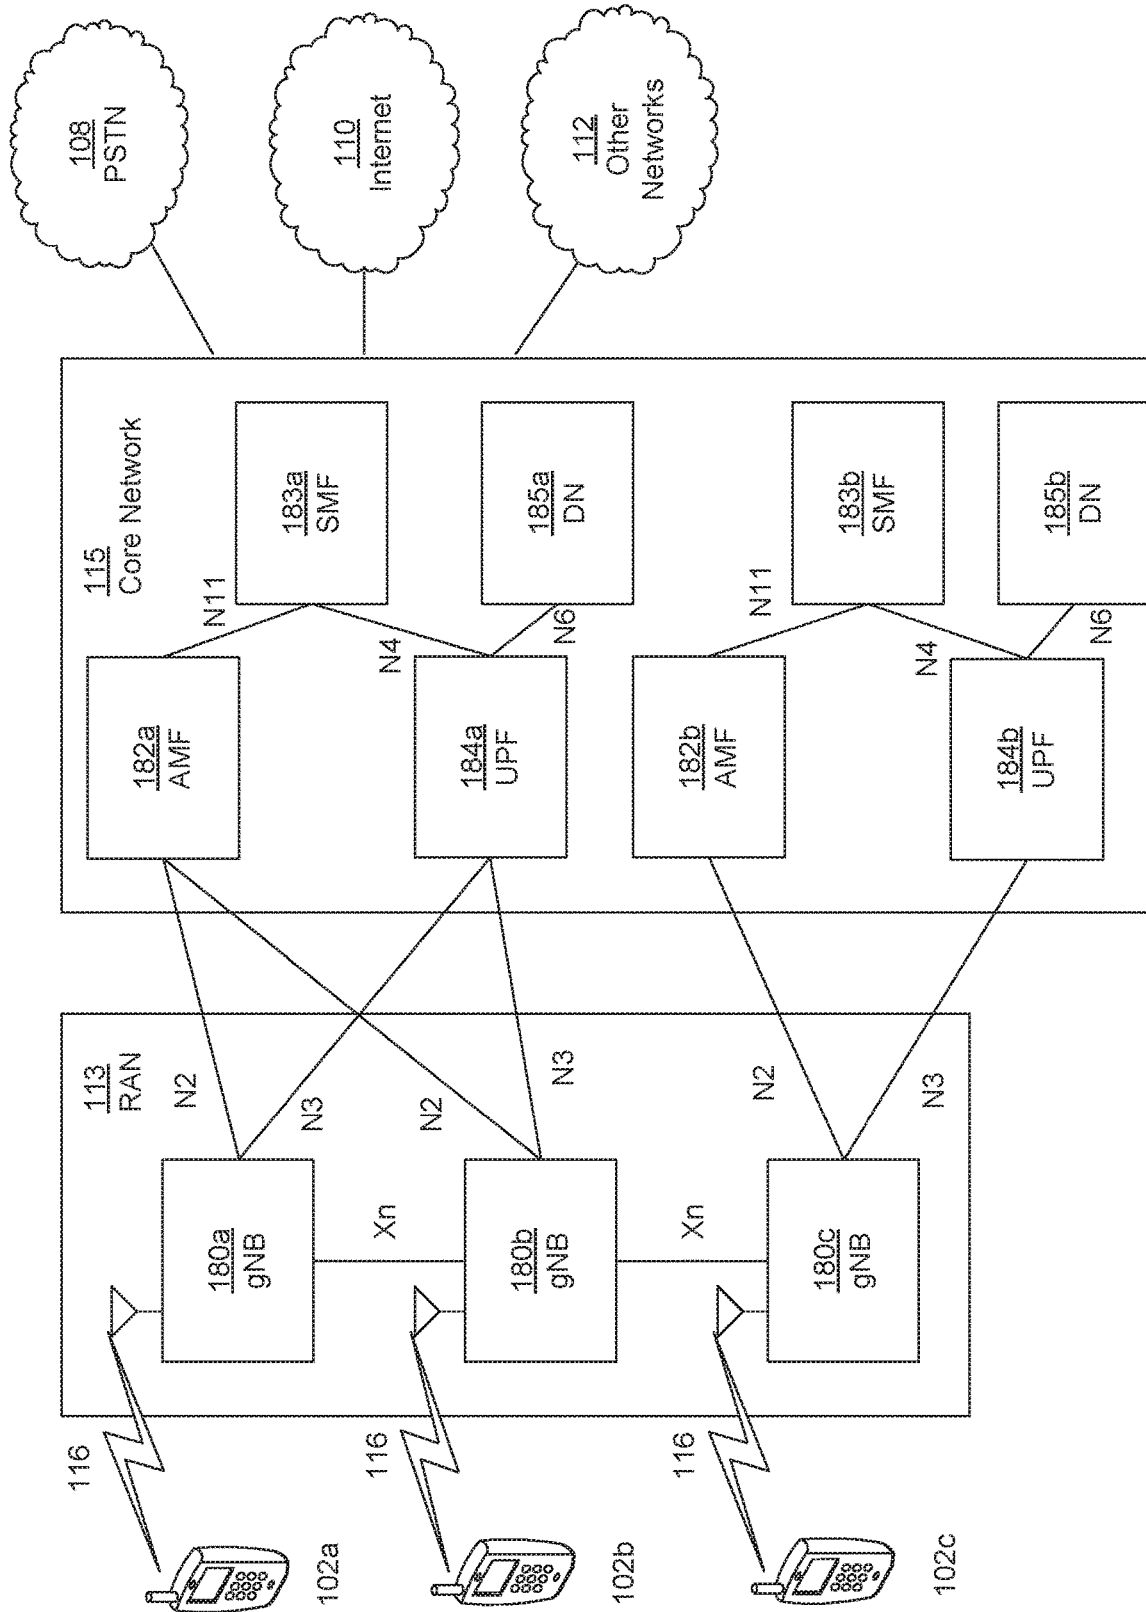 102a
116
113
RAN
180a
gNB
N2
N3
Xn
102b
116
180b
gNB
N2
N3
Xn
102c
116
180c
gNB
N2
N3
115
Core Network
182a
AMF
N11
183a
SMF
N4
184a
UPF
N6
185a
DN
182b
AMF
N11
183b
SMF
N4
184b
UPF
N6
185b
DN
108
PSTN
110
Internet
112
Other
Networks